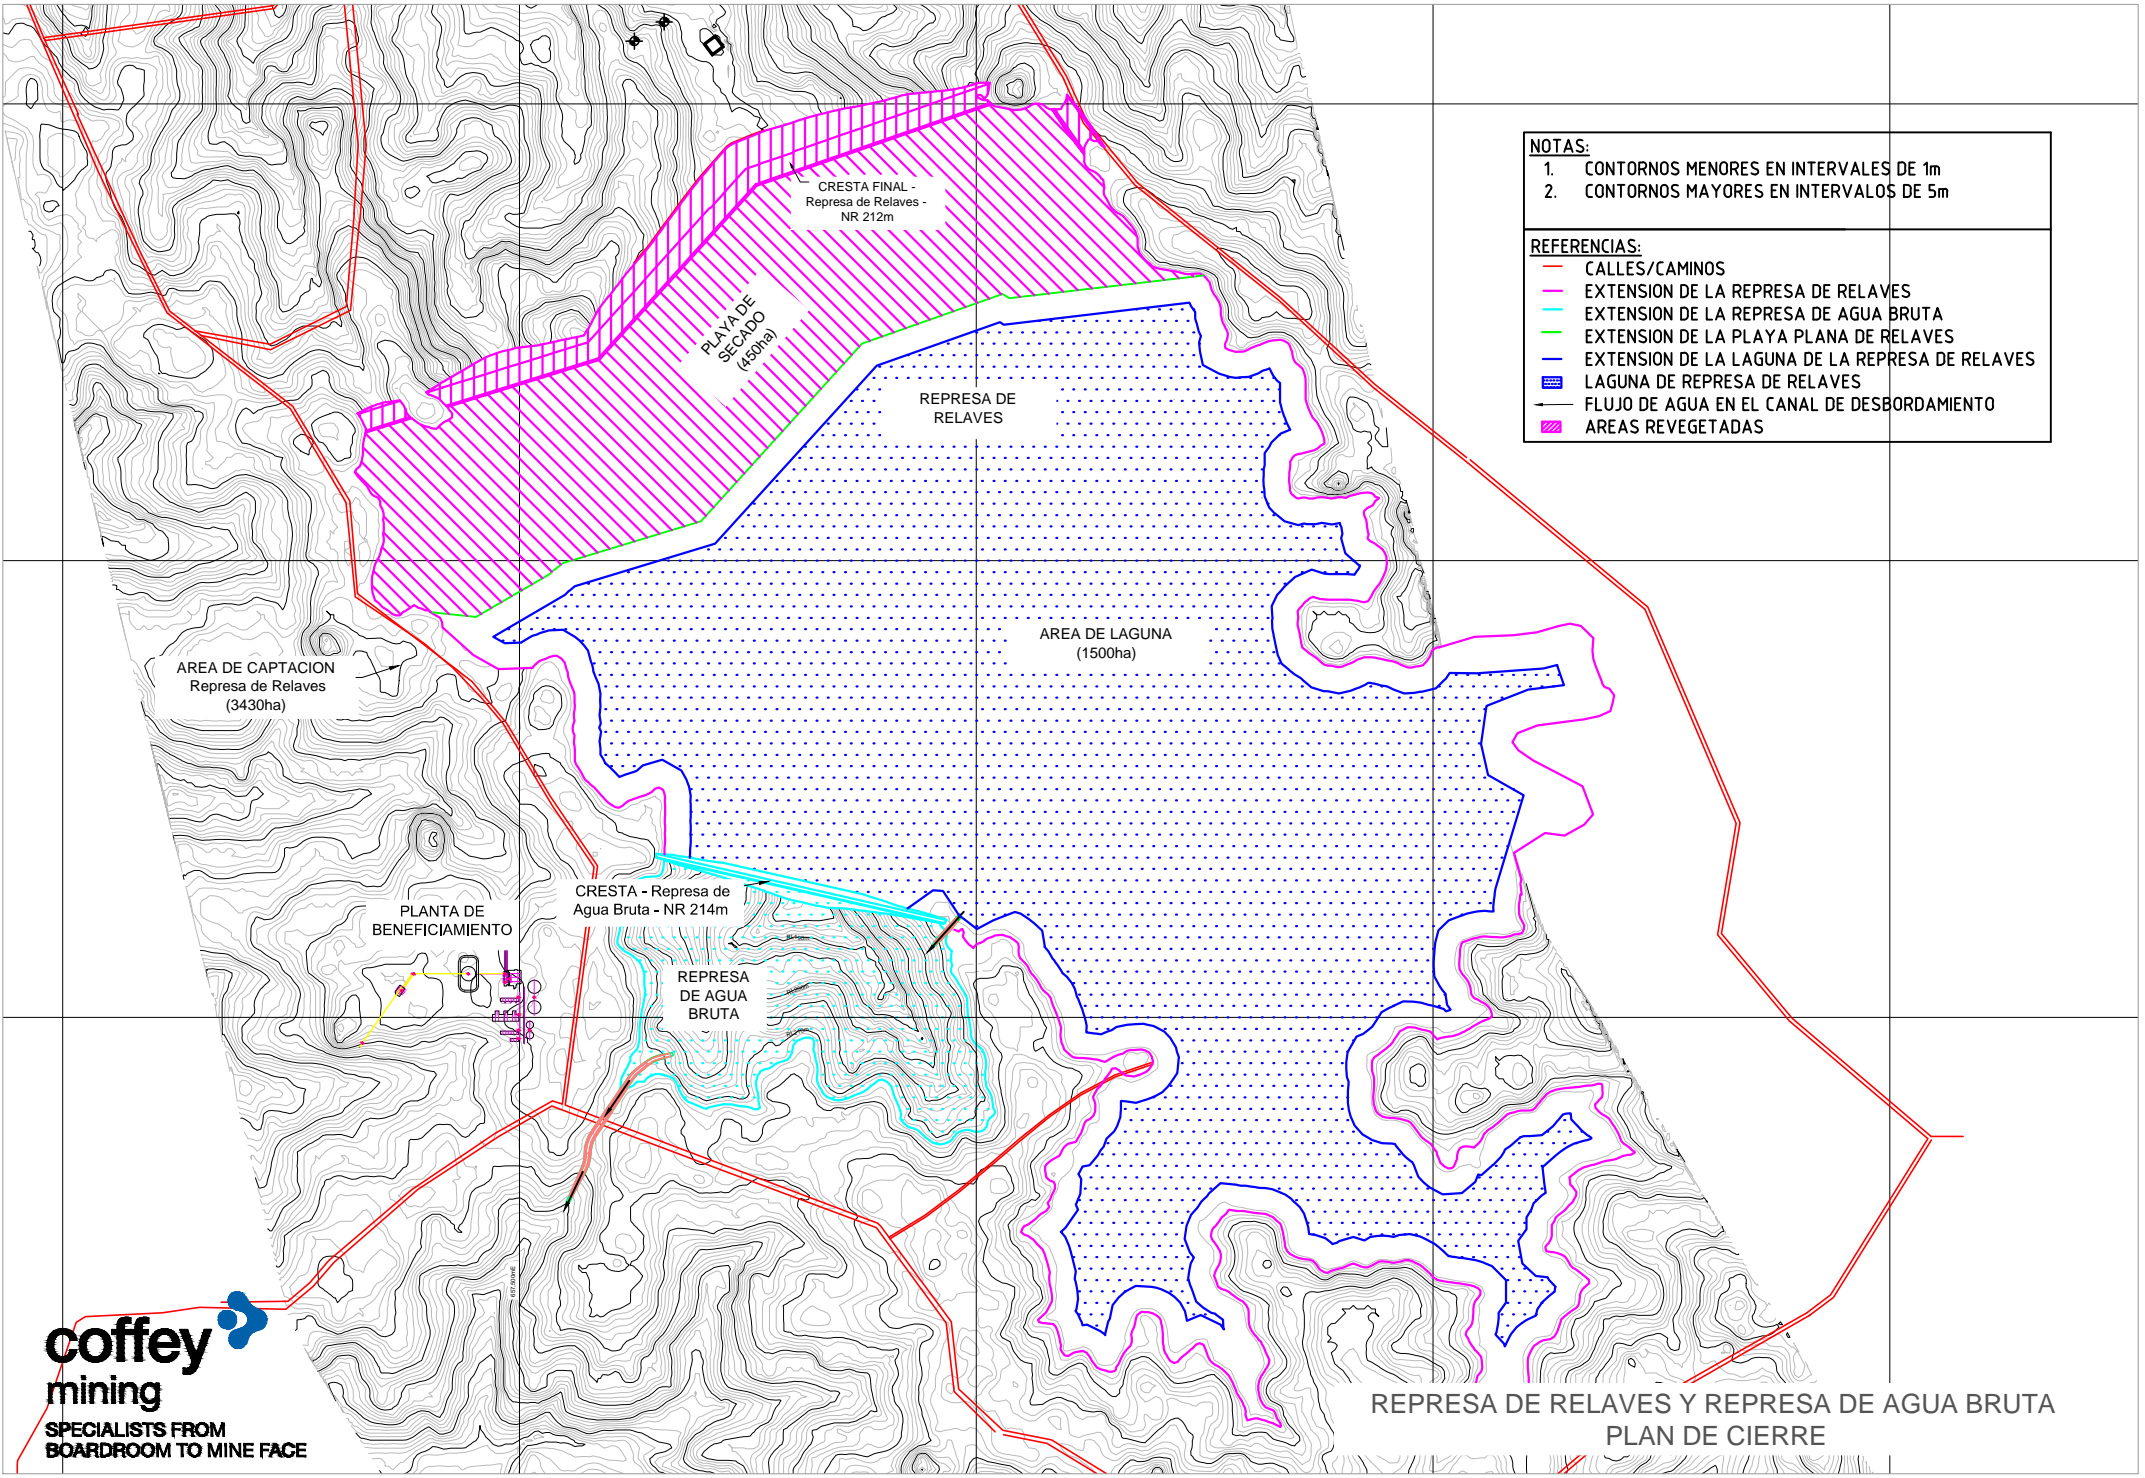 NOTAS:
1. CONTORNOS MENORES EN INTERVALES DE 1m
2. CONTORNOS MAYORES EN INTERVALOS DE 5m
REFERENCIAS:
CALLES/CAMINOS
EXTENSION DE LA REPRESA DE RELAVES
EXTENSION DE LA REPRESA DE AGUA BRUTA
EXTENSION DE LA PLAYA PLANA DE RELAVES
EXTENSION DE LA LAGUNA DE LA REPRESA DE RELAVES
LAGUNA DE REPRESA DE RELAVES
FLUJO DE AGUA EN EL CANAL DE DESBORDAMIENTO
AREAS REVEGETADAS
CRESTA FINAL -
Represa de Relaves -
NR 212m
PLAYA DE
SECADO
(450ha)
REPRESA DE
RELAVES
AREA DE LAGUNA
(1500ha)
AREA DE CAPTACION
Represa de Relaves
(3430ha)
CRESTA - Represa de
Agua Bruta - NR 214m
PLANTA DE
BENEFICIAMIENTO
REPRESA
DE AGUA
BRUTA
coffey
mining
SPECIALISTS FROM
BOARDROOM TO MINE FACE
REPRESA DE RELAVES Y REPRESA DE AGUA BRUTA
PLAN DE CIERRE